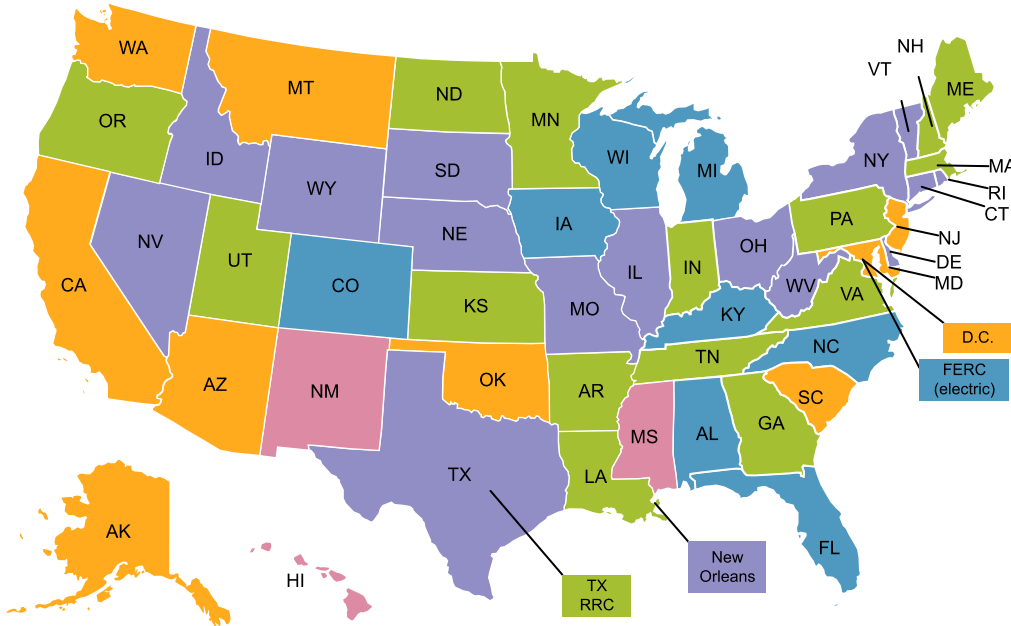 NH
WA
VT
MT
ME
ND
OR
MN
ID
WI
NY
MA
SD
MI
WY
RI
CT
IA
PA
NE
NJ
NV
OH
UT
IL
IN
DE
CA
CO
WV
MD
VA
KS
MO
KY
D.C.
NC
TN
FERC
(electric)
AZ
OK
NM
AR
SC
GA
MS
AL
TX
LA
AK
FL
New
Orleans
HI
TX
RRC